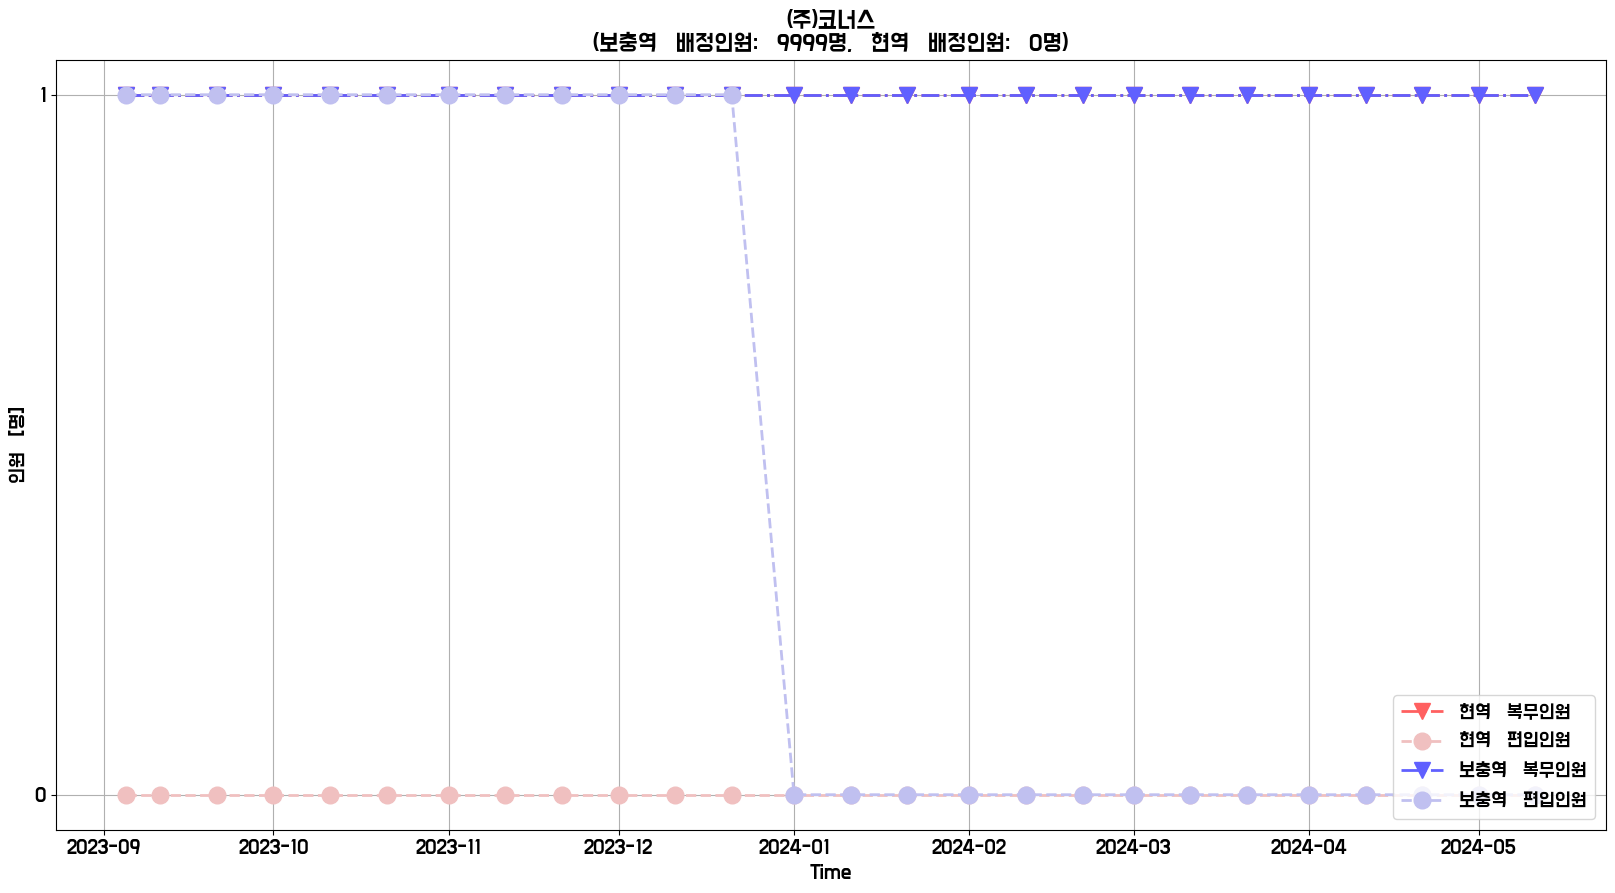 (주)코너스
(보충역 배정인원: 9999명, 현역 배정인원: 0명)
1
0
인원 [명]
2023-09 2023-10 2023-11 2023-12 2024-01 2024-02 2024-03 2024-04 2024-05
Time
현역 복무인원
현역 편입인원
보충역 복무인원
보충역 편입인원